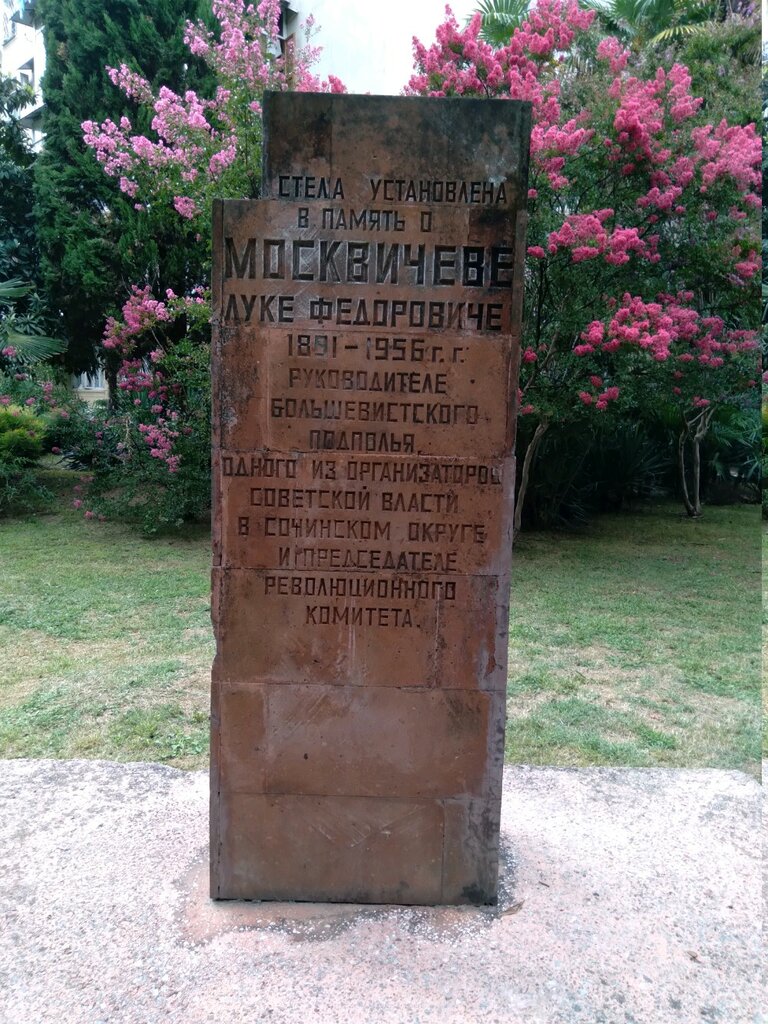 СТЕЛА УСТАНОВЛЕНА
В ПАМЯТЬ О
МОСКВИЧЕВЕ
ЛУКЕ ФЕДОРОВИЧЕ
1891-1956 г. г.
РУКОВОДИТЕЛЕ
БОЛЬШЕВИСТСКОГО
ПОДПОЛЬЯ,
ОДНОГО ИЗ ОРГАНИЗАТОРОВ
СОВЕТСКОЙ ВЛАСТИ
В СОЧИНСКОМ ОКРУГЕ
И ПРЕДСЕДАТЕЛЕ
РЕВОЛЮЦИОННОГО
КОМИТЕТА.